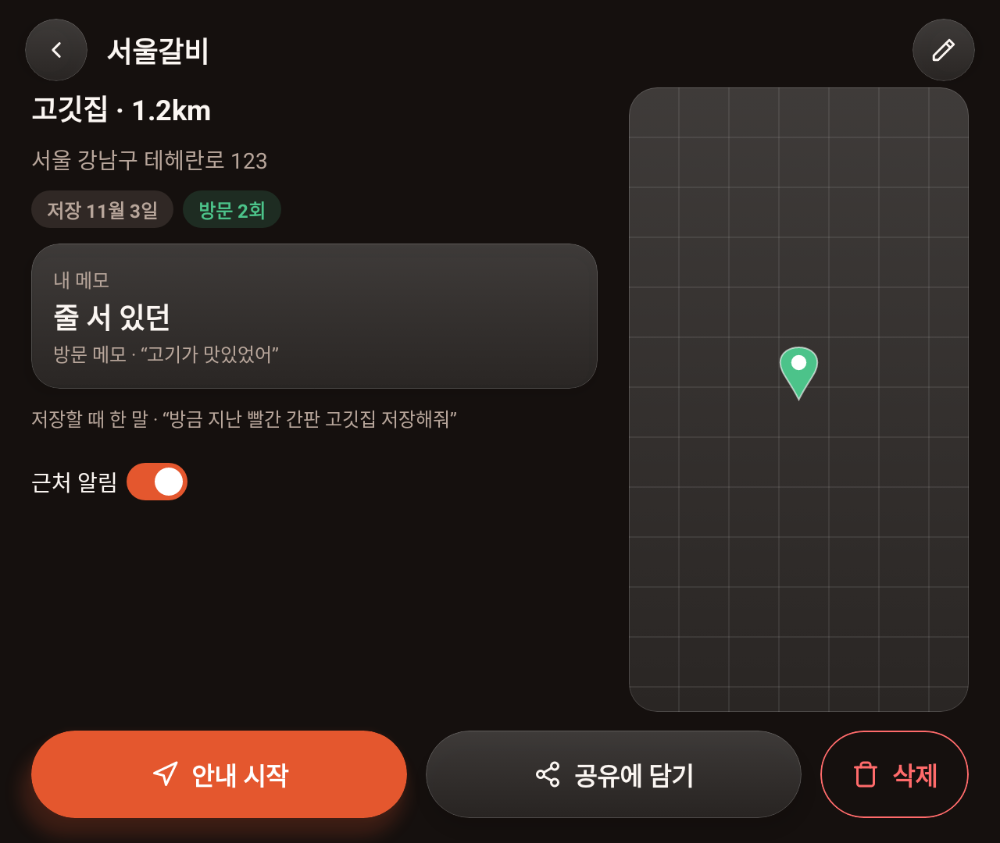 서울갈비
고깃집 · 1.2km
서울 강남구 테헤란로 123
저장 11월 3일
방문 2회
내 메모
줄 서 있던
방문 메모 · “고기가 맛있었어”
저장할 때 한 말 · “방금 지난 빨간 간판 고깃집 저장해줘”
근처 알림
안내 시작
공유에 담기
삭제